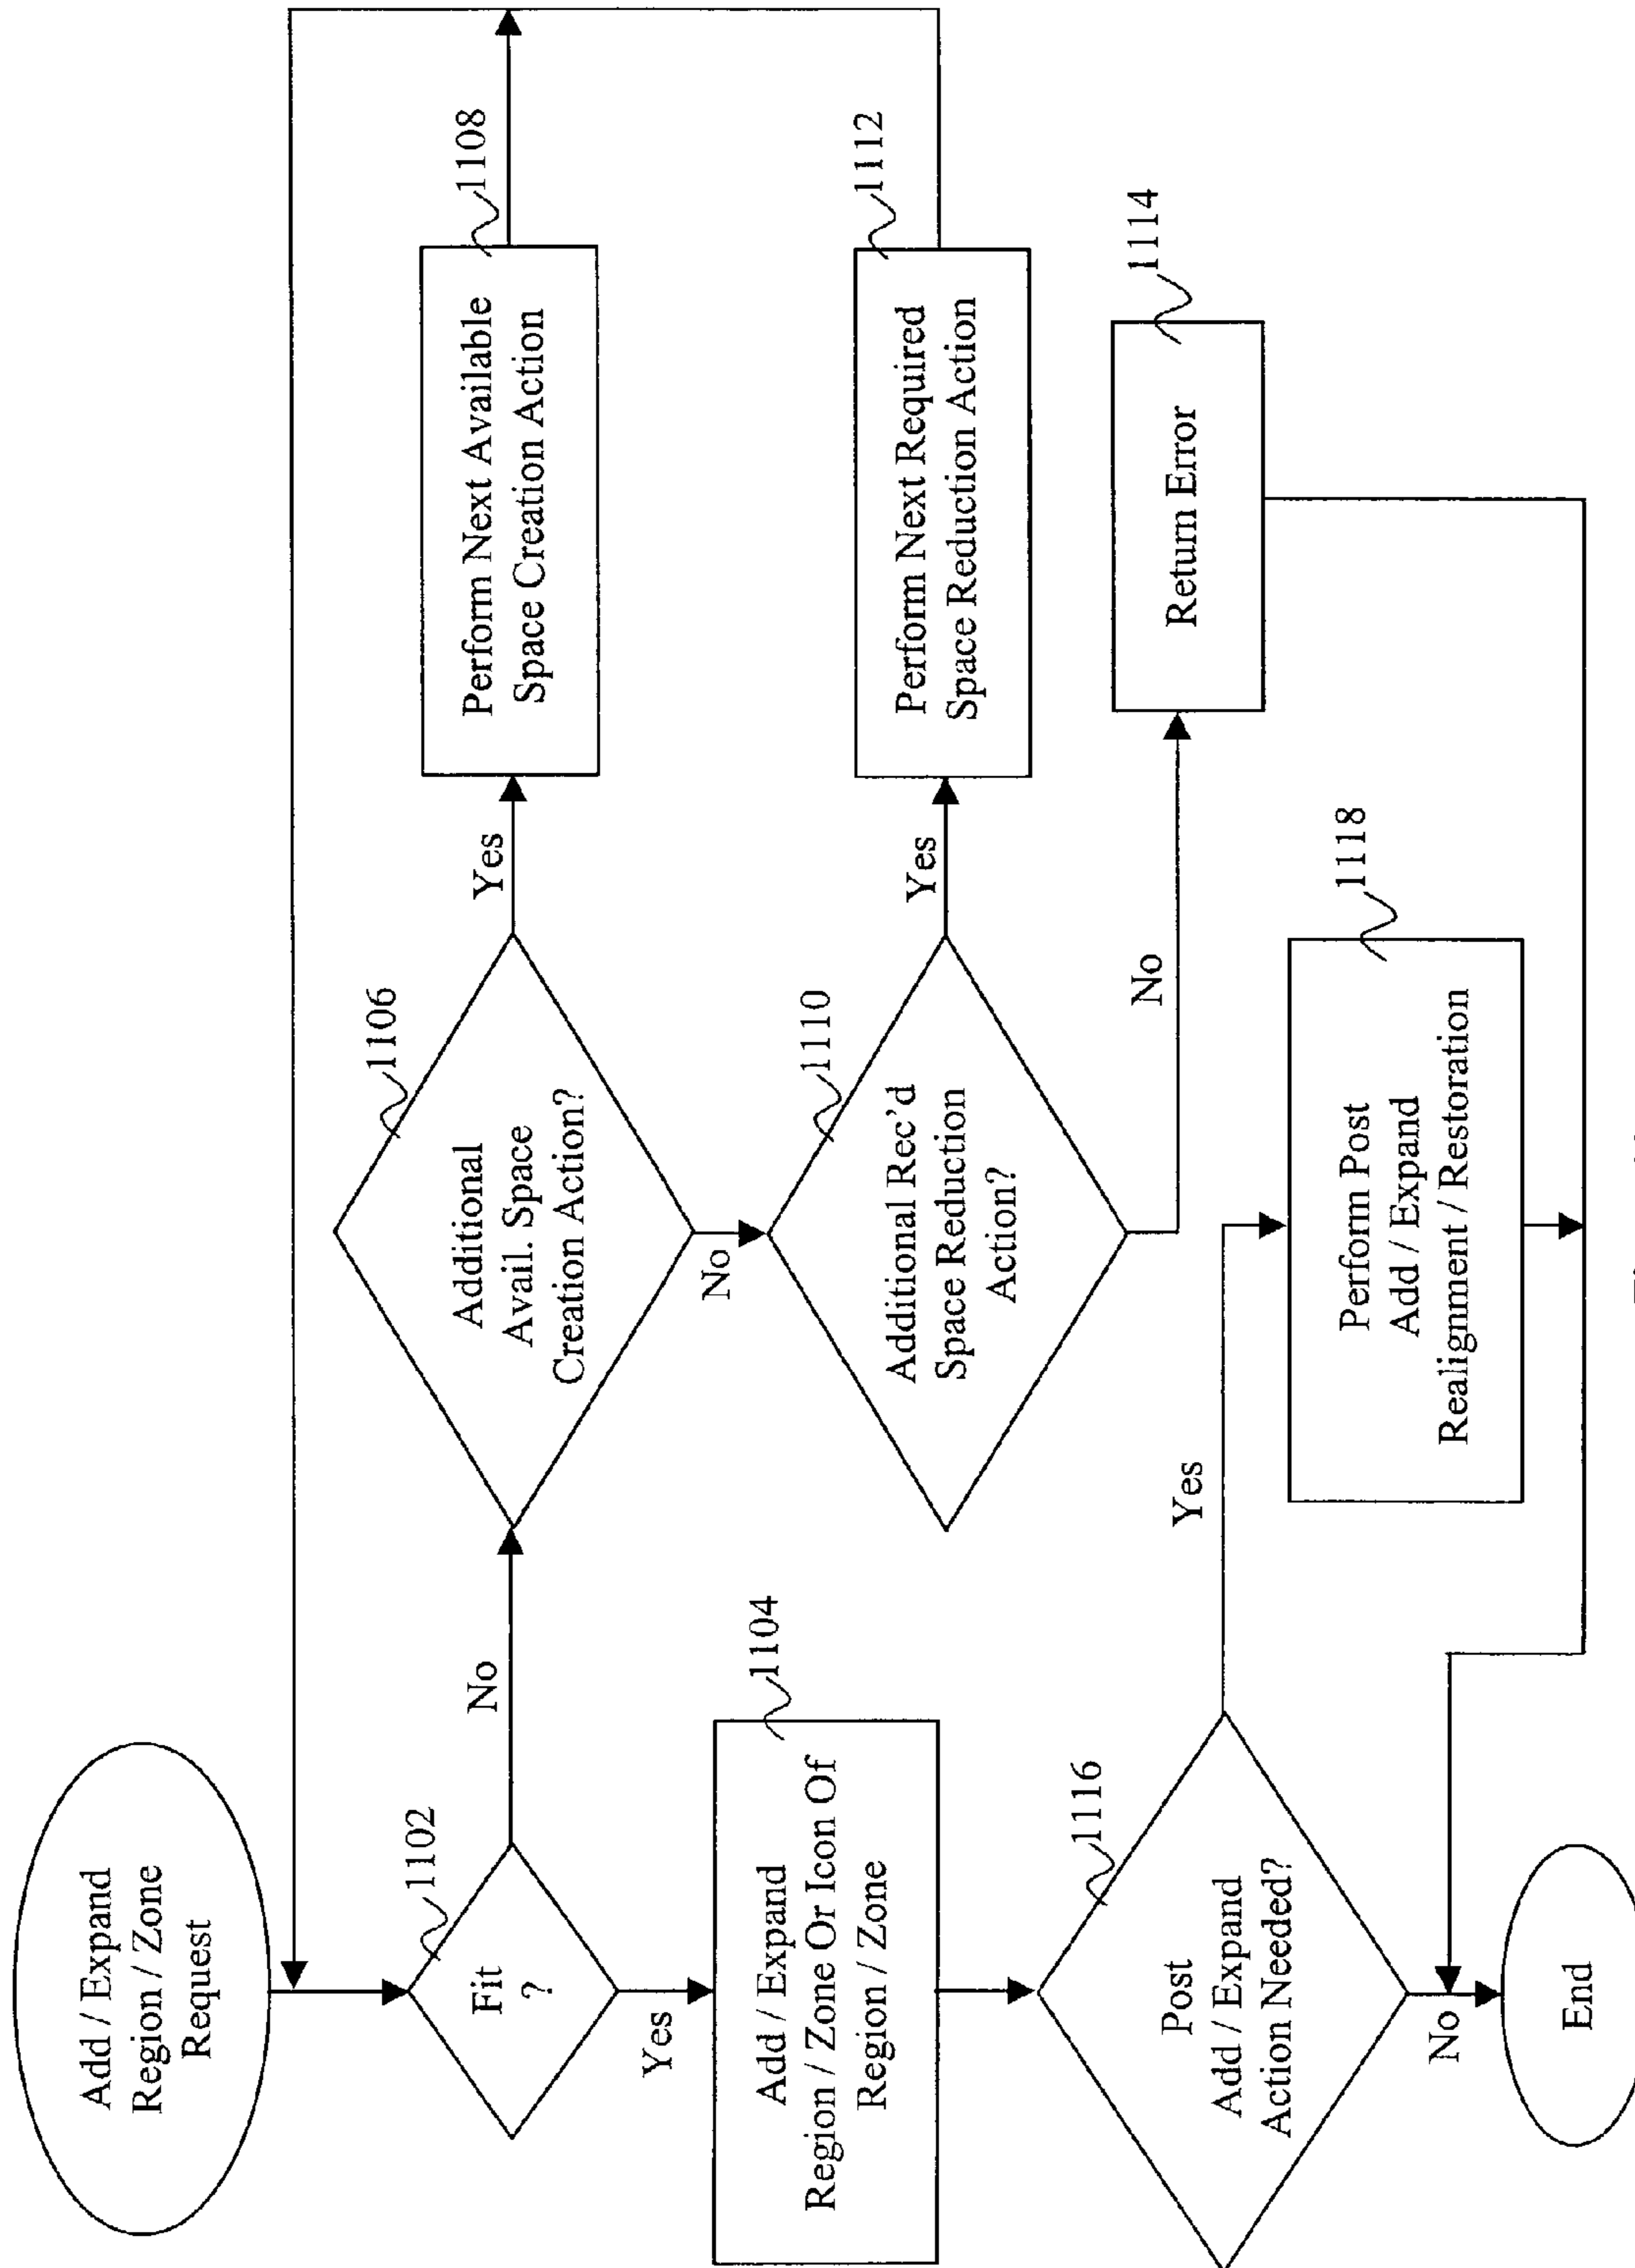 Add / Expand
Region / Zone
Request
Fit
?
1102
No
Yes
Additional
Avail. Space
Creation Action?
1106
Yes
No
Perform Next Available
Space Creation Action
1108
Additional Rec'd
Space Reduction
Action?
1110
Yes
No
Perform Next Required
Space Reduction Action
1112
Return Error
1114
Add / Expand
Region / Zone Or Icon Of
Region / Zone
1104
Post
Add / Expand
Action Needed?
1116
Yes
No
Perform Post
Add / Expand
Realignment / Restoration
1118
End